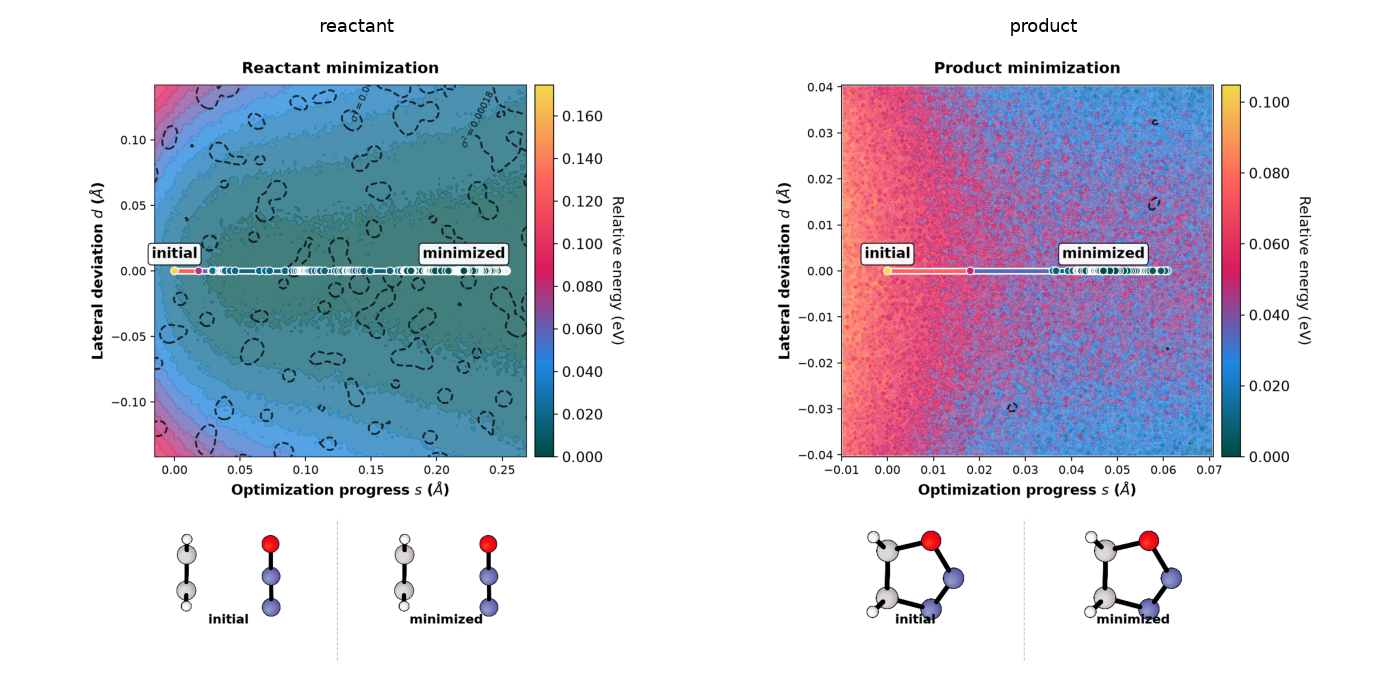 reactant
product
Reactant minimization
Product minimization
Lateral deviation d (Å)
0.10
0.05
0.00
−0.05
−0.10
σ² = 0.00018
initial
minimized
0.00
0.05
0.10
0.15
0.20
0.25
Optimization progress s (Å)
0.160
0.140
0.120
0.100
0.080
0.060
0.040
0.020
0.000
Relative energy (eV)
Lateral deviation d (Å)
0.04
0.03
0.02
0.01
0.00
−0.01
−0.02
−0.03
−0.04
initial
minimized
−0.01
0.00
0.01
0.02
0.03
0.04
0.05
0.06
0.07
Optimization progress s (Å)
0.100
0.080
0.060
0.040
0.020
0.000
Relative energy (eV)
initial
minimized
initial
minimized